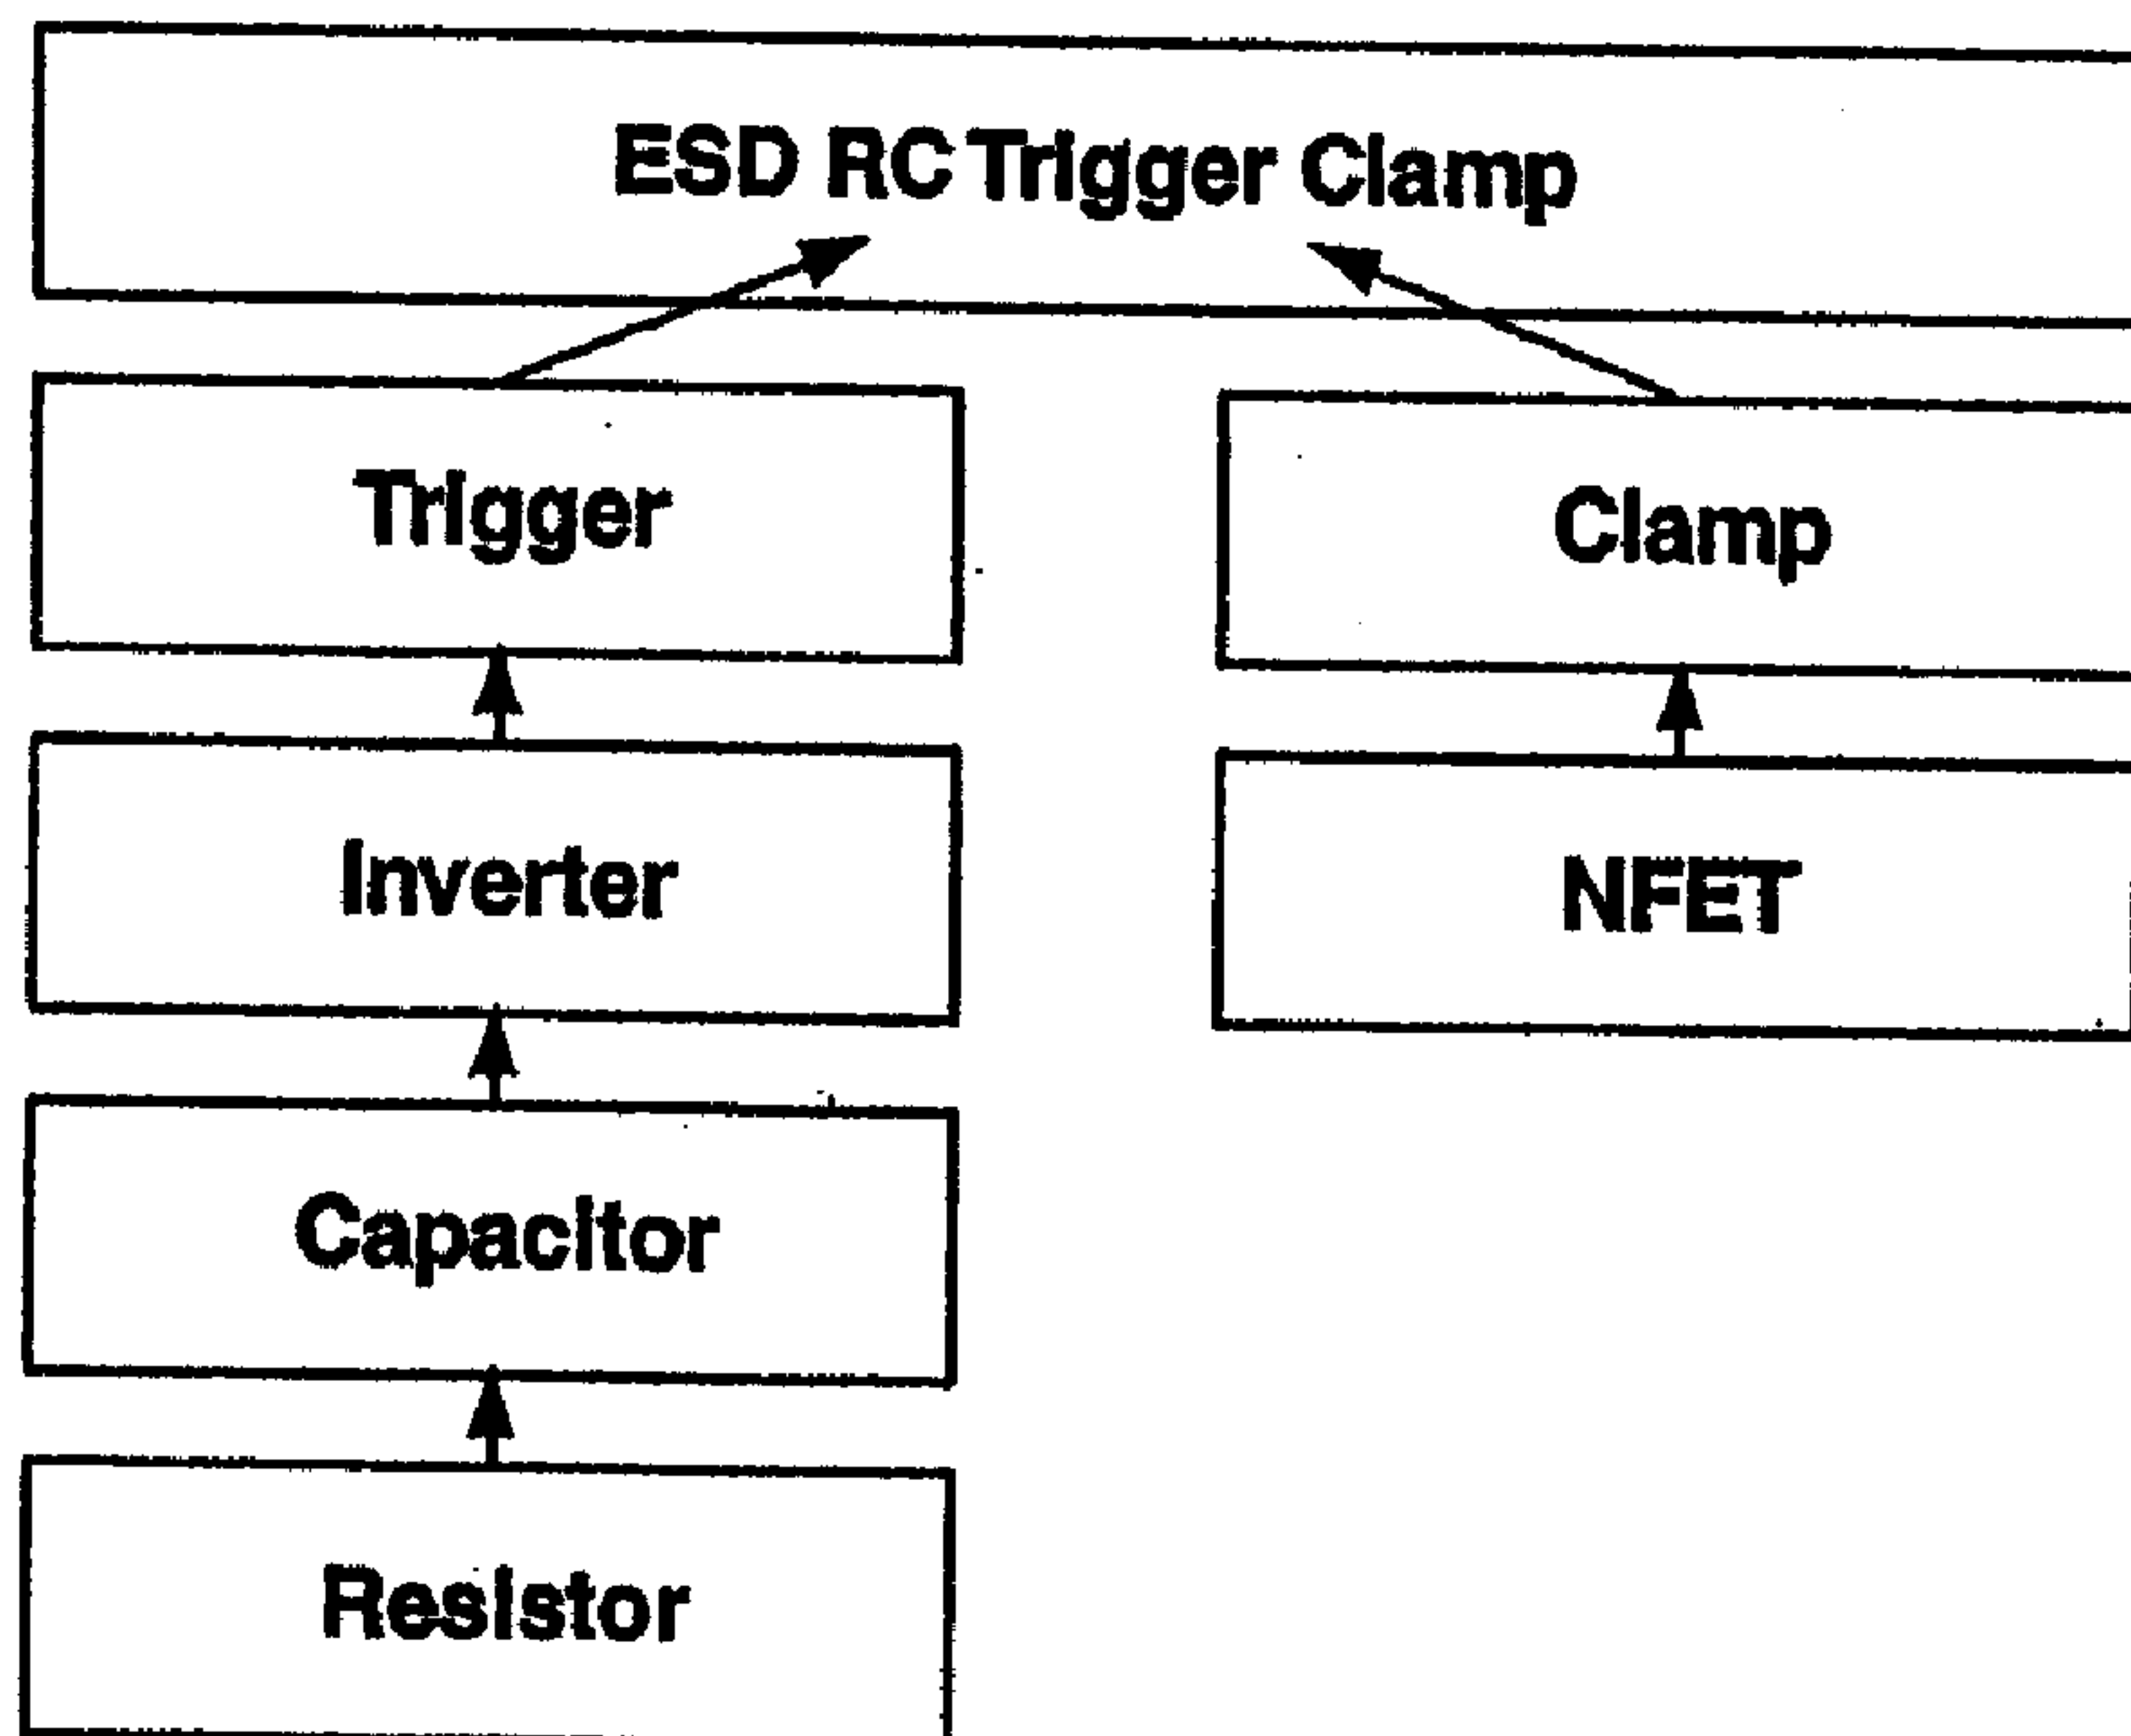 ESD RC Trigger Clamp
Trigger
Clamp
Inverter
NFET
Capacitor
Resistor